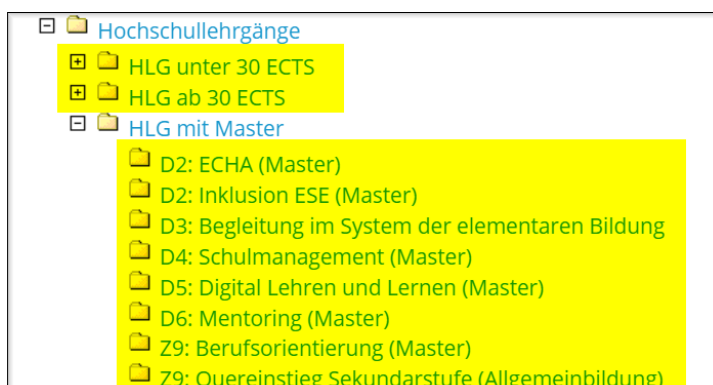 Hochschullehrgänge
HLG unter 30 ECTS
HLG ab 30 ECTS
HLG mit Master
D2: ECHA (Master)
D2: Inklusion ESE (Master)
D3: Begleitung im System der elementaren Bildung
D4: Schulmanagement (Master)
D5: Digital Lehren und Lernen (Master)
D6: Mentoring (Master)
Z9: Berufsorientierung (Master)
Z9: Quereinstieg Sekundarstufe (Allgemeinbildung)